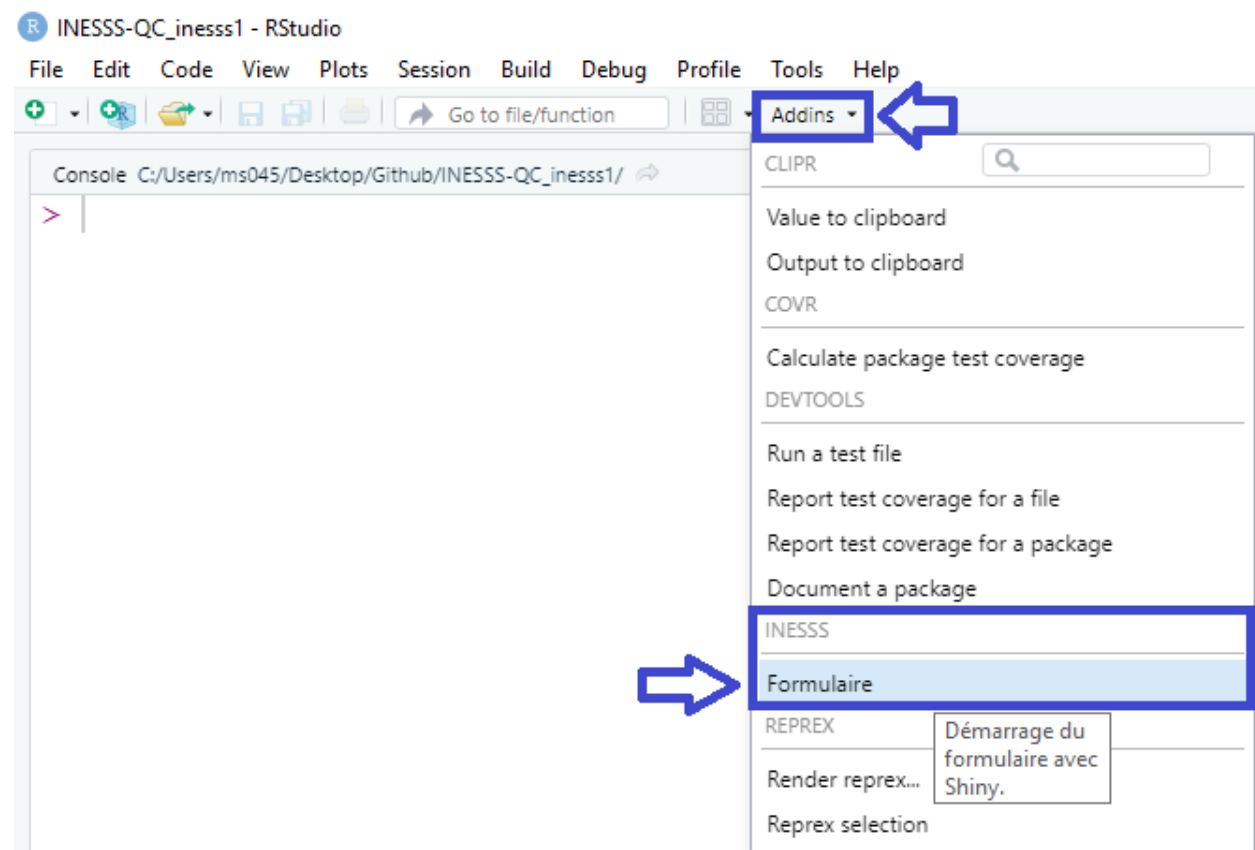 R INESSS-QC_inesss1 - RStudio
File Edit Code View Plots Session Build Debug Profile Tools Help
R Go to file/function Addins
Console C:/Users/ms045/Desktop/Github/INESSS-QC_inesss1/
>
CLIPR
Value to clipboard
Output to clipboard
COVR
Calculate package test coverage
DEVTOOLS
Run a test file
Report test coverage for a file
Report test coverage for a package
Document a package
INESSS
Formulaire
REPREX
Démarrage du
formulaire avec
Shiny.
Render reprex...
Reprex selection